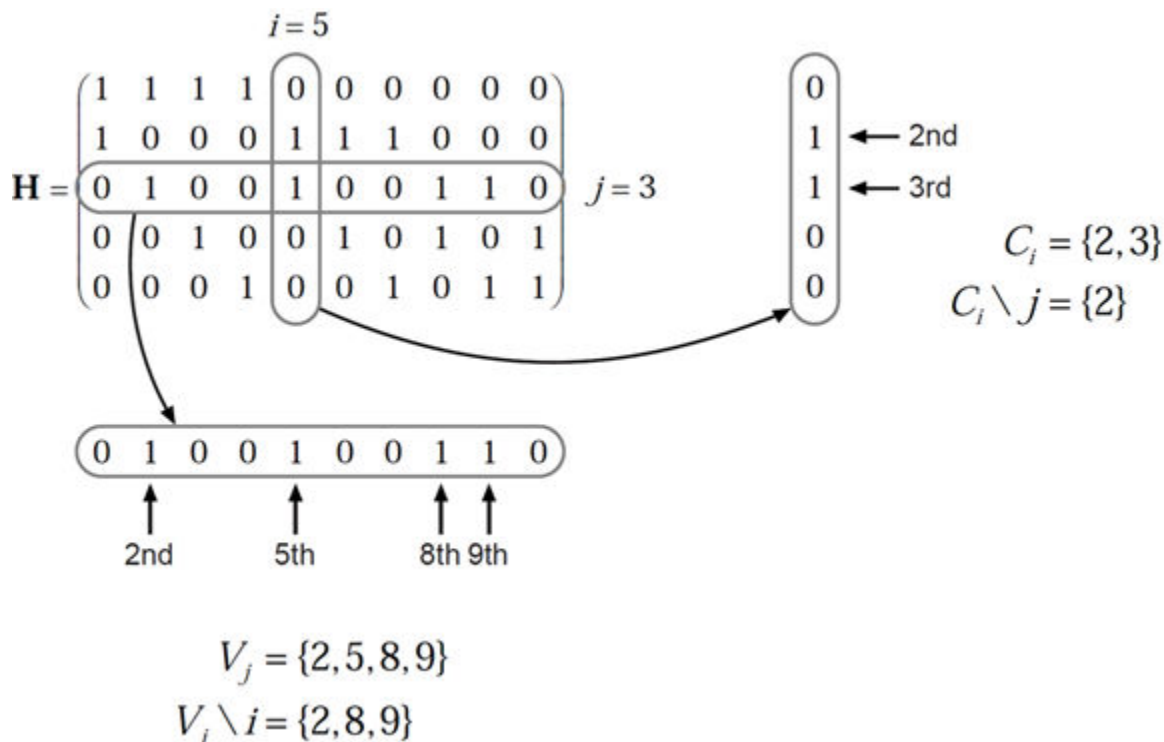 i = 5
H =
1 1 1 1 0 0 0 0 0 0
1 0 0 0 1 1 1 0 0 0
0 1 0 0 1 0 0 1 1 0
0 0 1 0 0 1 0 1 0 1
0 0 0 1 0 0 1 0 1 1
j = 3
0
1 2nd
1 3rd
0
0
C_i = {2,3}
C_i \ j = {2}
0 1 0 0 1 0 0 1 1 0
2nd 5th 8th 9th
V_j = {2,5,8,9}
V_j \ i = {2,8,9}